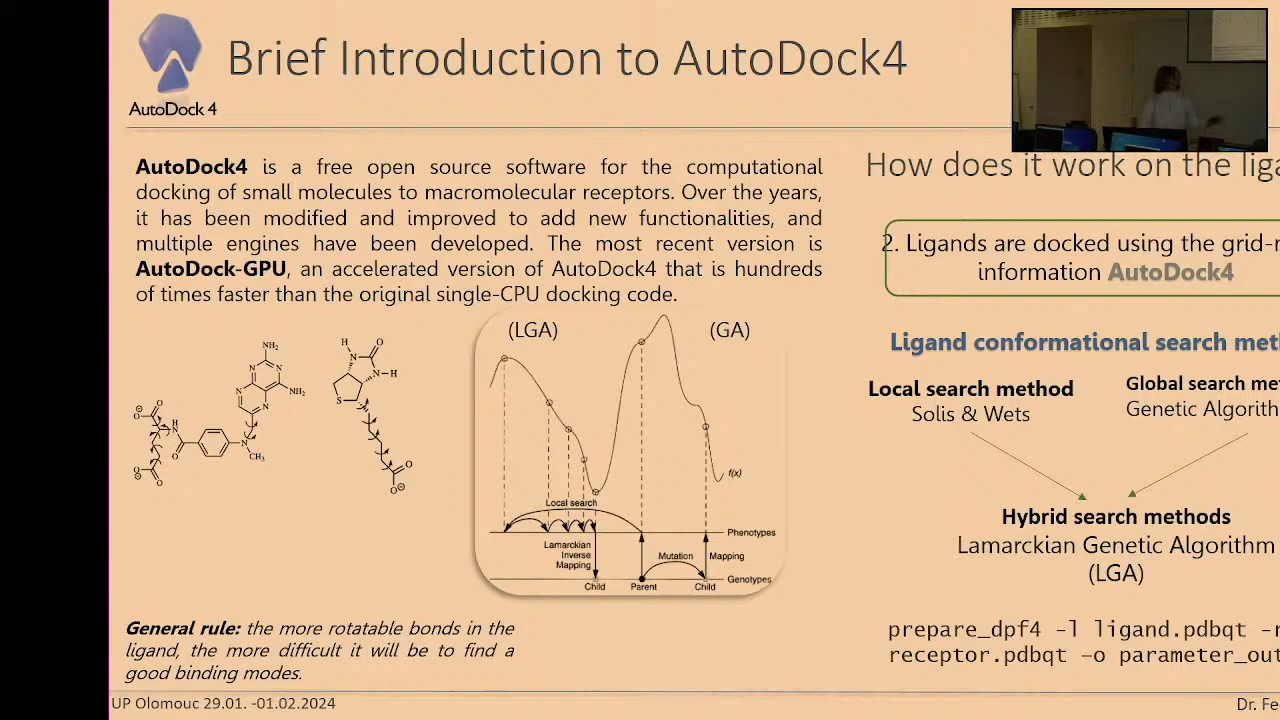 Brief Introduction to AutoDock4
AutoDock 4
AutoDock4 is a free open source software for the computational
docking of small molecules to macromolecular receptors. Over the years,
it has been modified and improved to add new functionalities, and
multiple engines have been developed. The most recent version is
AutoDock-GPU, an accelerated version of AutoDock4 that is hundreds
of times faster than the original single-CPU docking code.
(LGA)
(GA)
NH₂
N
N
N
N
NH₂
O
O
H
N
O
N
CH₃
O
O
H
N
O
N
H
S
O
O
f(x)
Local search
Phenotypes
Lamarckian
Inverse
Mapping
Mutation
Mapping
Genotypes
Child
Parent
Child
General rule: the more rotatable bonds in the
ligand, the more difficult it will be to find a
good binding modes.
How does it work on the liga
2. Ligands are docked using the grid-r
information AutoDock4
Ligand conformational search meth
Local search method
Solis & Wets
Global search met
Genetic Algorith
Hybrid search methods
Lamarckian Genetic Algorithm
(LGA)
prepare_dpf4 -l ligand.pdbqt -r
receptor.pdbqt –o parameter_out
UP Olomouc 29.01. -01.02.2024
Dr. Fe